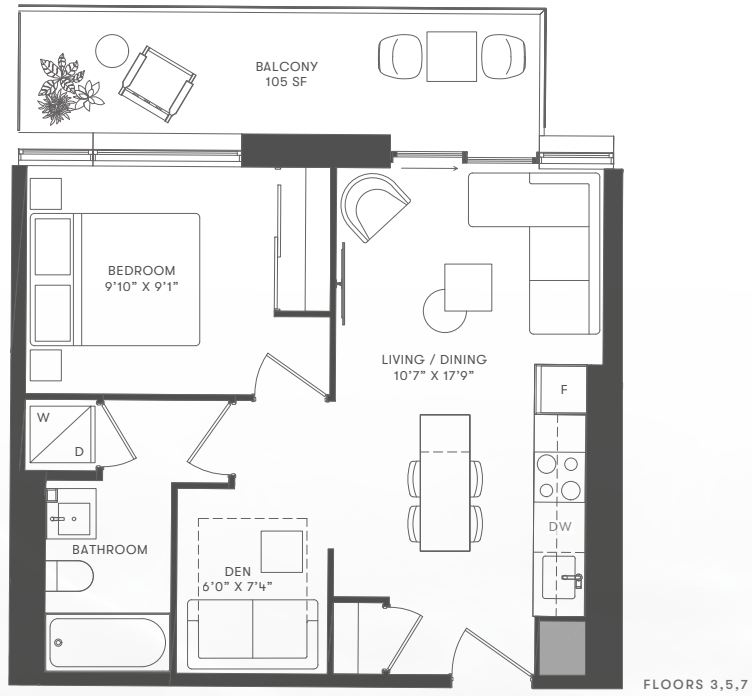 BALCONY
105 SF
BEDROOM
9'10" X 9'1"
LIVING / DINING
10'7" X 17'9"
F
W
D
DW
BATHROOM
DEN
6'0" X 7'4"
FLOORS 3,5,7